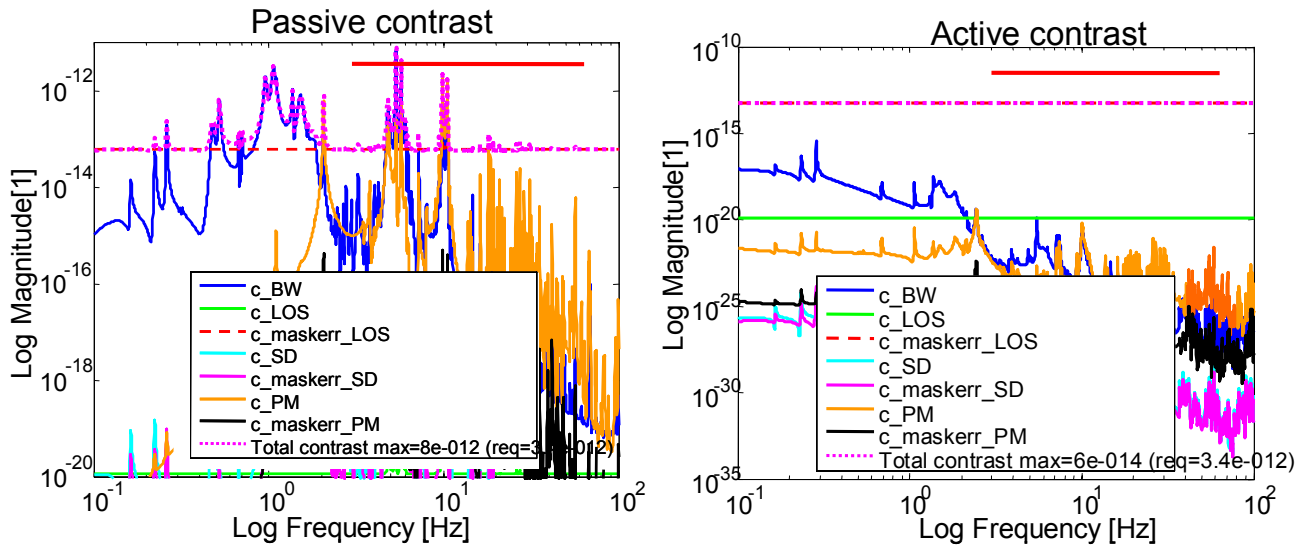 Passive contrast
10^-12
10^-14
10^-16
10^-18
10^-20
Log Magnitude[1]
c_BW
c_LOS
c_maskerr_LOS
c_SD
c_maskerr_SD
c_PM
c_maskerr_PM
Total contrast max=8e-012 (req=3. -012)
10^-1
10^0
10^1
10^2
Log Frequency [Hz]
Active contrast
10^-10
10^-15
10^-20
10^-25
10^-30
10^-35
Log Magnitude[1]
c_BW
c_LOS
c_maskerr_LOS
c_SD
c_maskerr_SD
c_PM
c_maskerr_PM
Total contrast max=6e-014 (req=3.4e-012)
10^-1
10^0
10^1
10^2
Log Frequency [Hz]